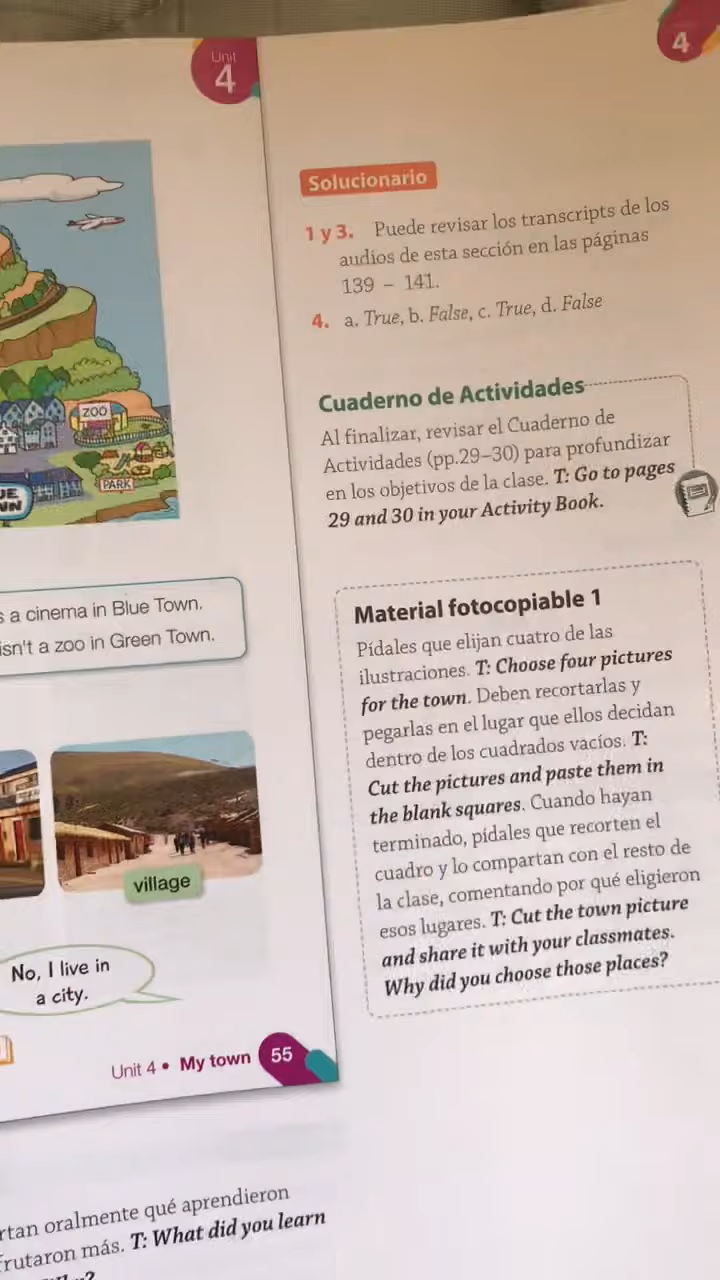 Unit
4
ZOO
PARK
a cinema in Blue Town.
isn't a zoo in Green Town.
village
No, I live in
a city.
Unit 4 • My town 55
4
Solucionario
1 y 3. Puede revisar los transcripts de los
audios de esta sección en las páginas
139 – 141.
4. a. True, b. False, c. True, d. False
Cuaderno de Actividades
Al finalizar, revisar el Cuaderno de
Actividades (pp.29–30) para profundizar
en los objetivos de la clase. T: Go to pages
29 and 30 in your Activity Book.
Material fotocopiable 1
Pídales que elijan cuatro de las
ilustraciones. T: Choose four pictures
for the town. Deben recortarlas y
pegarlas en el lugar que ellos decidan
dentro de los cuadrados vacíos. T:
Cut the pictures and paste them in
the blank squares. Cuando hayan
terminado, pídales que recorten el
cuadro y lo compartan con el resto de
la clase, comentando por qué eligieron
esos lugares. T: Cut the town picture
and share it with your classmates.
Why did you choose those places?
rtan oralmente qué aprendieron
frutaron más. T: What did you learn